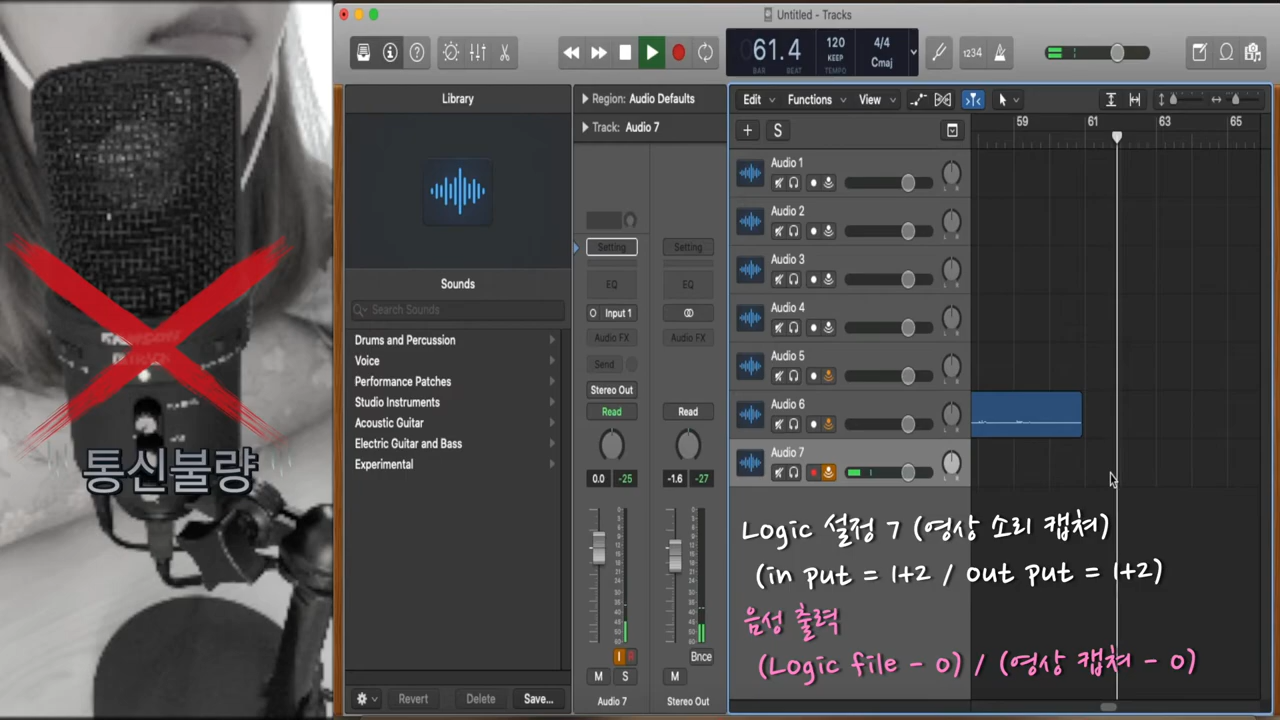 Untitled - Tracks
61.4
BAR
BEAT
120
KEEP
TEMPO
4/4
Cmaj
1234
Library
Sounds
Search Sounds
Drums and Percussion
Voice
Performance Patches
Studio Instruments
Acoustic Guitar
Electric Guitar and Bass
Experimental
Revert
Delete
Save...
Region: Audio Defaults
Track: Audio 7
Setting
Setting
EQ
EQ
Input 1
Audio FX
Audio FX
Send
Stereo Out
Read
Read
0.0
-25
-1.6
-27
I
R
Bnce
M
S
M
Audio 7
Stereo Out
Edit
Functions
View
S
59
61
63
65
Audio 1
Audio 2
Audio 3
Audio 4
Audio 5
Audio 6
Audio 7
통신불량
Logic 설정 7 (영상 소리 캡쳐)
(in put = 1+2 / out put = 1+2)
음성 출력
(Logic file - o) / (영상 캡쳐 - o)